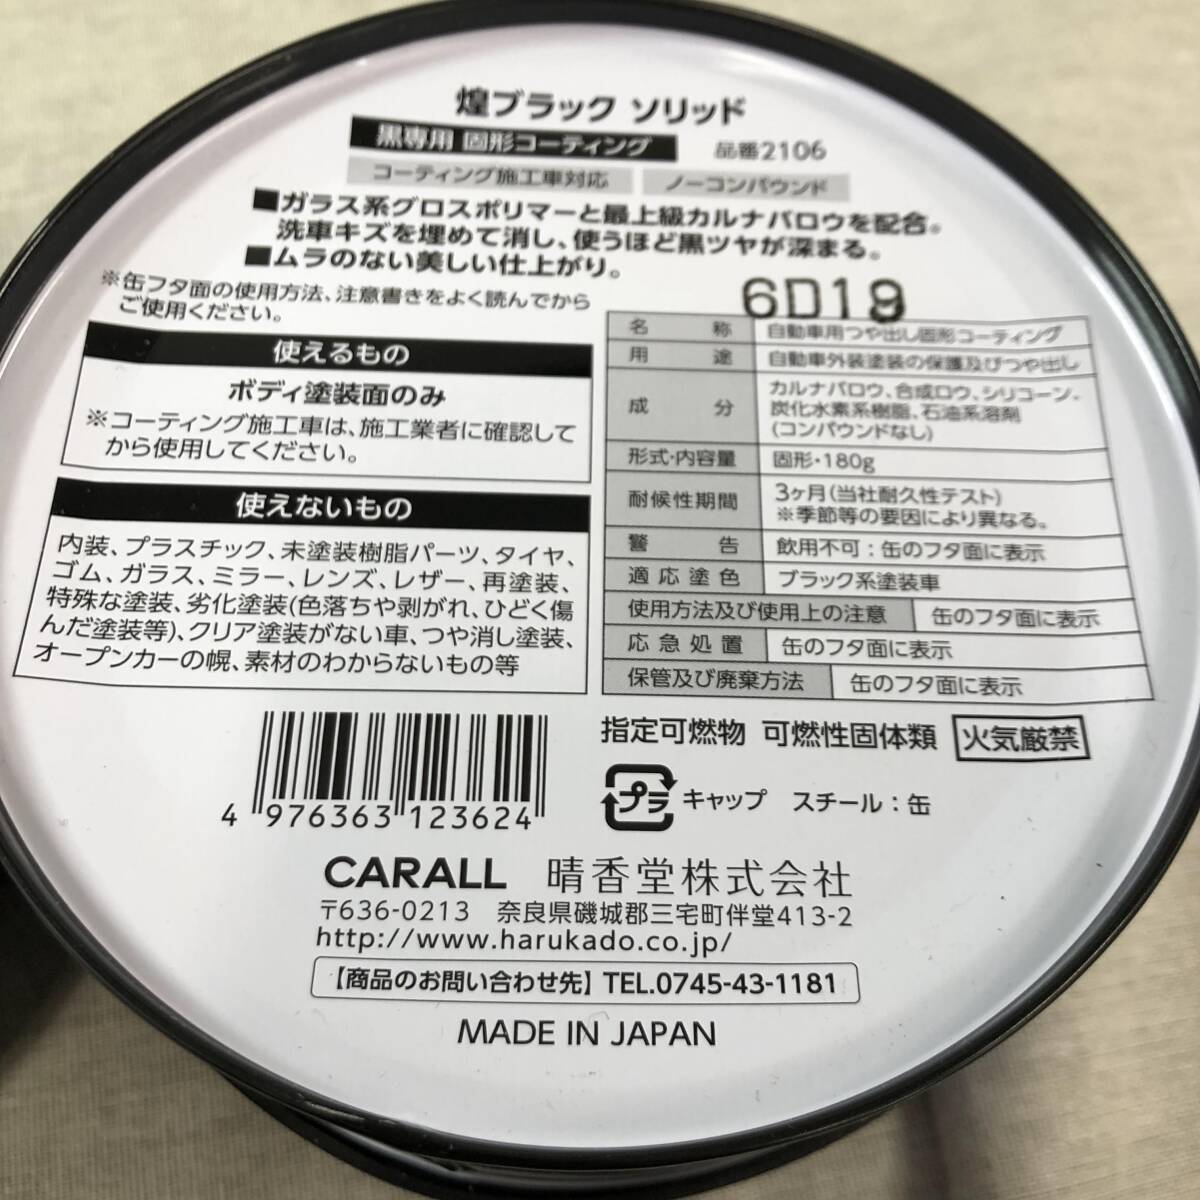 煌ブラック ソリッド
黒専用 固形コーティング 品番2106
コーティング施工車対応 ノーコンパウンド
■ガラス系グロスポリマーと最上級カルナバロウを配合。
洗車キズを埋めて消し、使うほど黒ツヤが深まる。
■ムラのない美しい仕上がり。
※缶フタ面の使用方法、注意書きをよく読んでから
ご使用ください。
使えるもの
ボディ塗装面のみ
※コーティング施工車は、施工業者に確認して
から使用してください。
使えないもの
内装、プラスチック、未塗装樹脂パーツ、タイヤ、
ゴム、ガラス、ミラー、レンズ、レザー、再塗装、
特殊な塗装、劣化塗装(色落ちや剥がれ、ひどく傷
んだ塗装等)、クリア塗装がない車、つや消し塗装、
オープンカーの幌、素材のわからないもの等
6D19
名称 自動車用つや出し固形コーティング
用途 自動車外装塗装の保護及びつや出し
成分 カルナバロウ、合成ロウ、シリコーン、
炭化水素系樹脂、石油系溶剤
(コンパウンドなし)
形式・内容量 固形・180g
耐候性期間 3ヶ月(当社耐久性テスト)
※季節等の要因により異なる。
警告 飲用不可:缶のフタ面に表示
適応塗色 ブラック系塗装車
使用方法及び使用上の注意 缶のフタ面に表示
応急処置 缶のフタ面に表示
保管及び廃棄方法 缶のフタ面に表示
指定可燃物 可燃性固体類 火気厳禁
プラ キャップ スチール:缶
4 976363 123624
CARALL 晴香堂株式会社
〒636-0213 奈良県磯城郡三宅町伴堂413-2
http://www.harukado.co.jp/
【商品のお問い合わせ先】TEL.0745-43-1181
MADE IN JAPAN